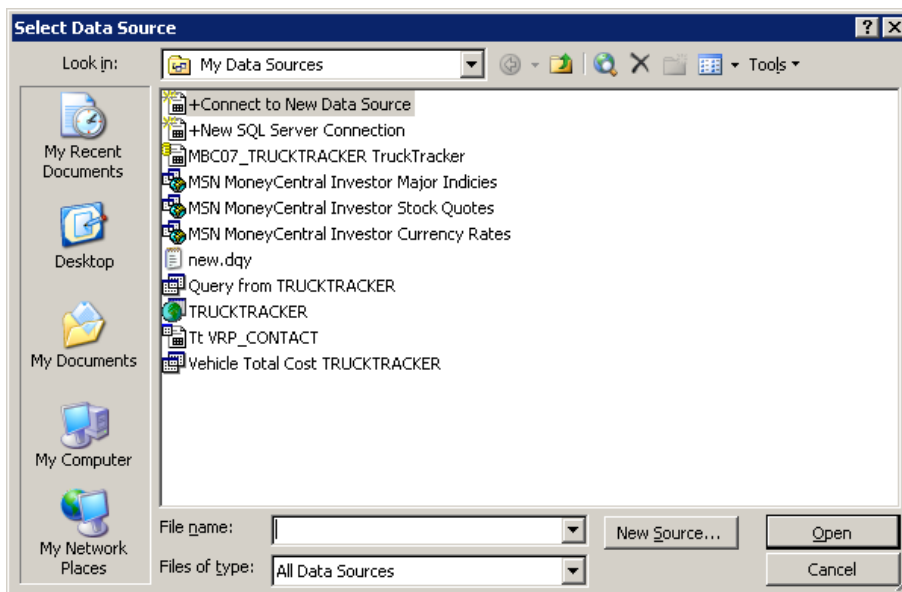 Select Data Source
Look in: My Data Sources Tools
+Connect to New Data Source
+New SQL Server Connection
MBC07_TRUCKTRACKER TruckTracker
MSN MoneyCentral Investor Major Indicies
MSN MoneyCentral Investor Stock Quotes
MSN MoneyCentral Investor Currency Rates
new.dqy
Query from TRUCKTRACKER
TRUCKTRACKER
Tt VRP_CONTACT
Vehicle Total Cost TRUCKTRACKER
My Recent
Documents
Desktop
My Documents
My Computer
My Network
Places
File name: New Source... Open
Files of type: All Data Sources Cancel